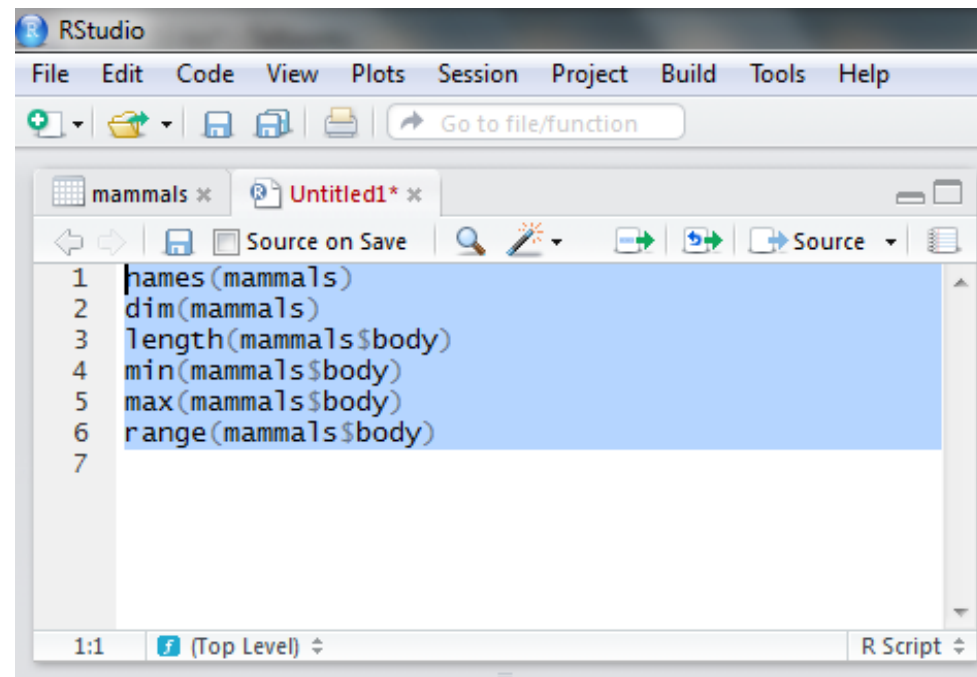 RStudio
File Edit Code View Plots Session Project Build Tools Help
Go to file/function
mammals Untitled1*
Source on Save Source
1 names(mammals)
2 dim(mammals)
3 length(mammals$body)
4 min(mammals$body)
5 max(mammals$body)
6 range(mammals$body)
7
1:1 (Top Level) R Script